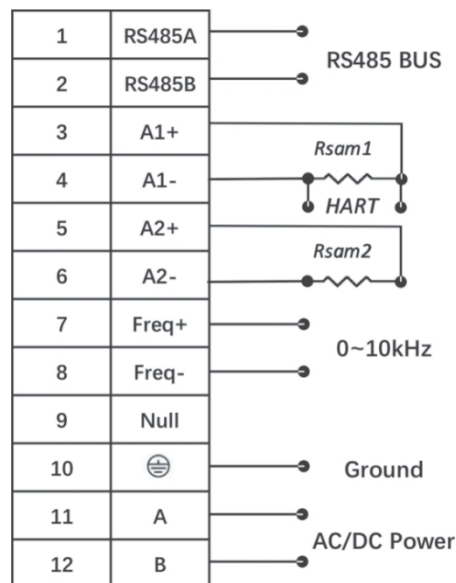 1 RS485A
RS485 BUS
2 RS485B
3 A1+
Rsam1
4 A1-
HART
5 A2+
Rsam2
6 A2-
7 Freq+
0~10kHz
8 Freq-
9 Null
10 Ground
11 A
AC/DC Power
12 B